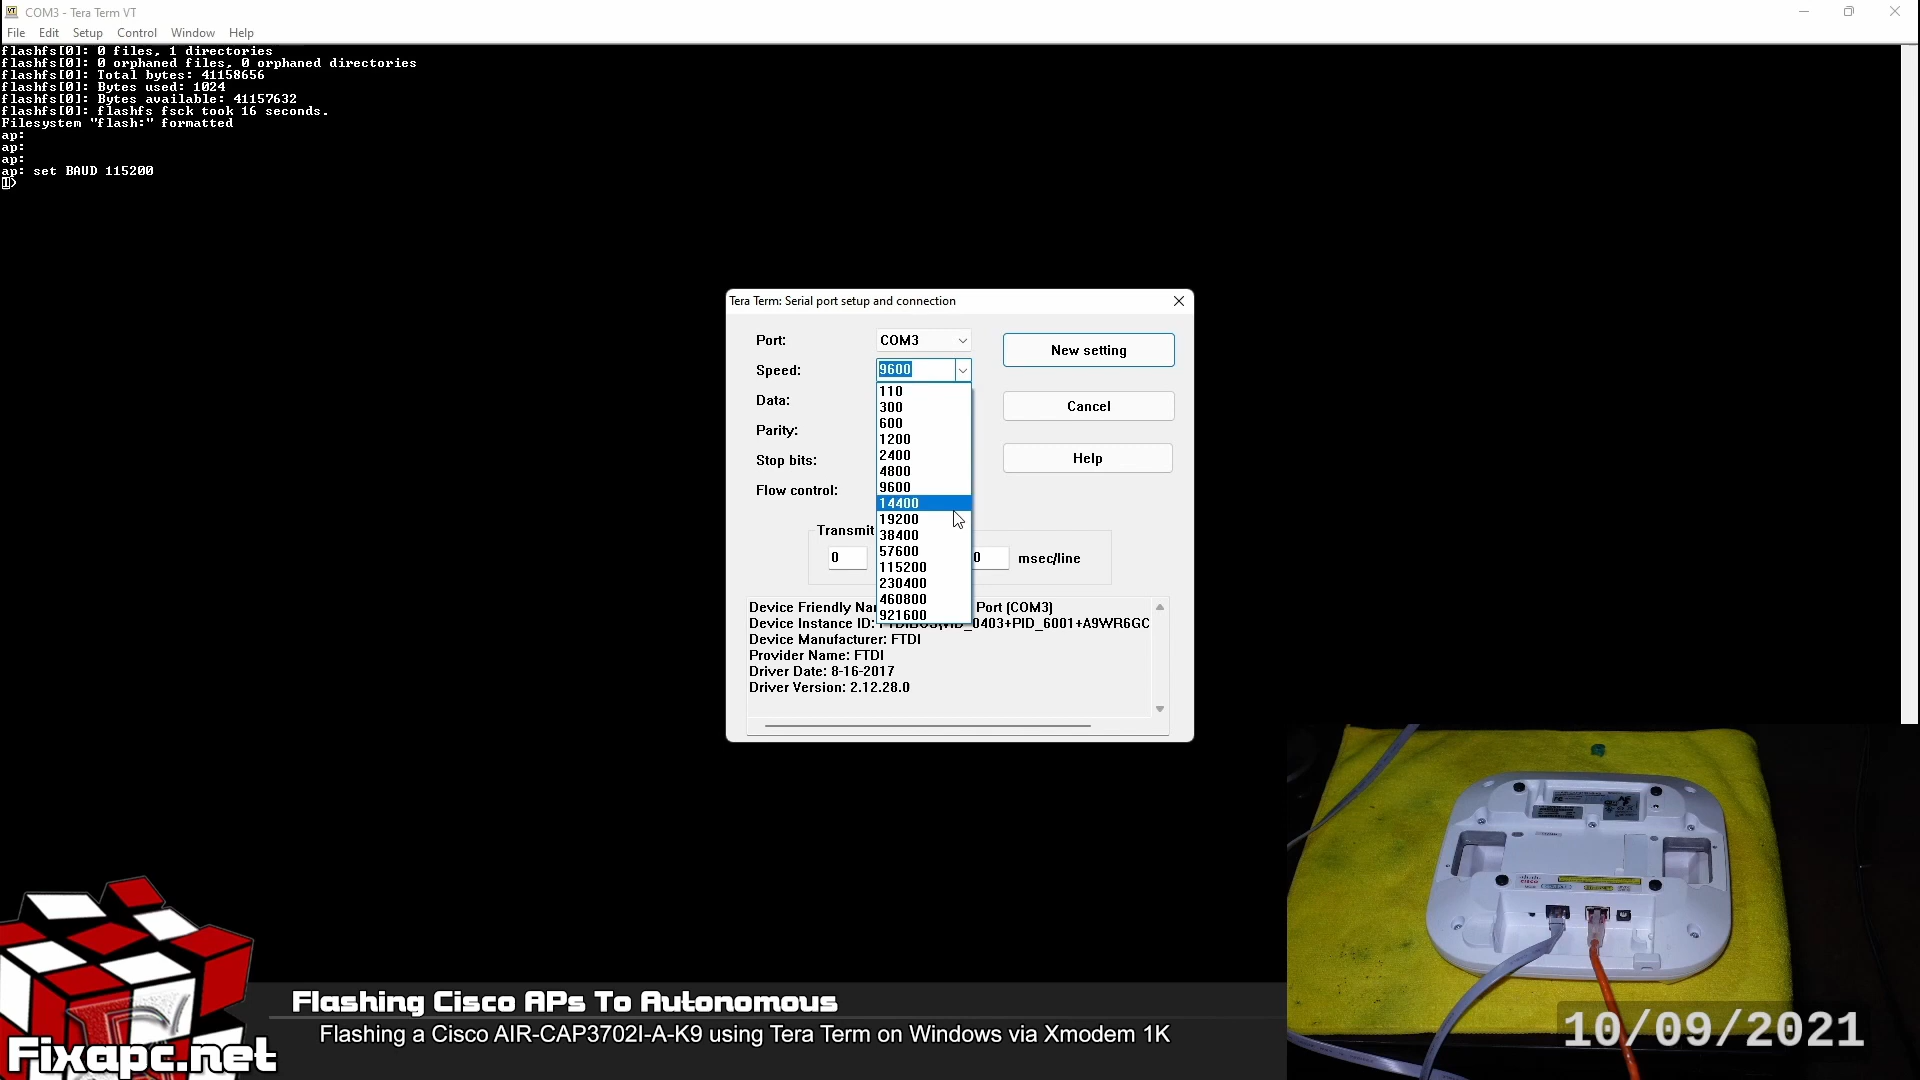 COM3 - Tera Term VT
File Edit Setup Control Window Help
flashfs[0]: 0 files, 1 directories
flashfs[0]: 0 orphaned files, 0 orphaned directories
flashfs[0]: Total bytes: 41158656
flashfs[0]: Bytes used: 1024
flashfs[0]: Bytes available: 41157632
flashfs[0]: flashfs fsck took 16 seconds.
Filesystem "flash:" formatted
ap:
ap:
ap:
ap: set BAUD 115200
Tera Term: Serial port setup and connection
Port: COM3 New setting
Speed: 9600
110
Data:
300
Cancel
600
Parity:
1200
2400
Stop bits:
Help
4800
9600
Flow control:
14400
19200
Transmit
38400
57600
0 0 msec/line
115200
230400
460800
921600
Device Friendly Port (COM3)
Device Instance ID: _0403+PID_6001+A9WR6GC
Device Manufacturer: FTDI
Provider Name: FTDI
Driver Date: 8-16-2017
Driver Version: 2.12.28.0
Flashing Cisco APs To Autonomous
Flashing a Cisco AIR-CAP3702I-A-K9 using Tera Term on Windows via Xmodem 1K
Fixapc.net
cisco
10/09/2021